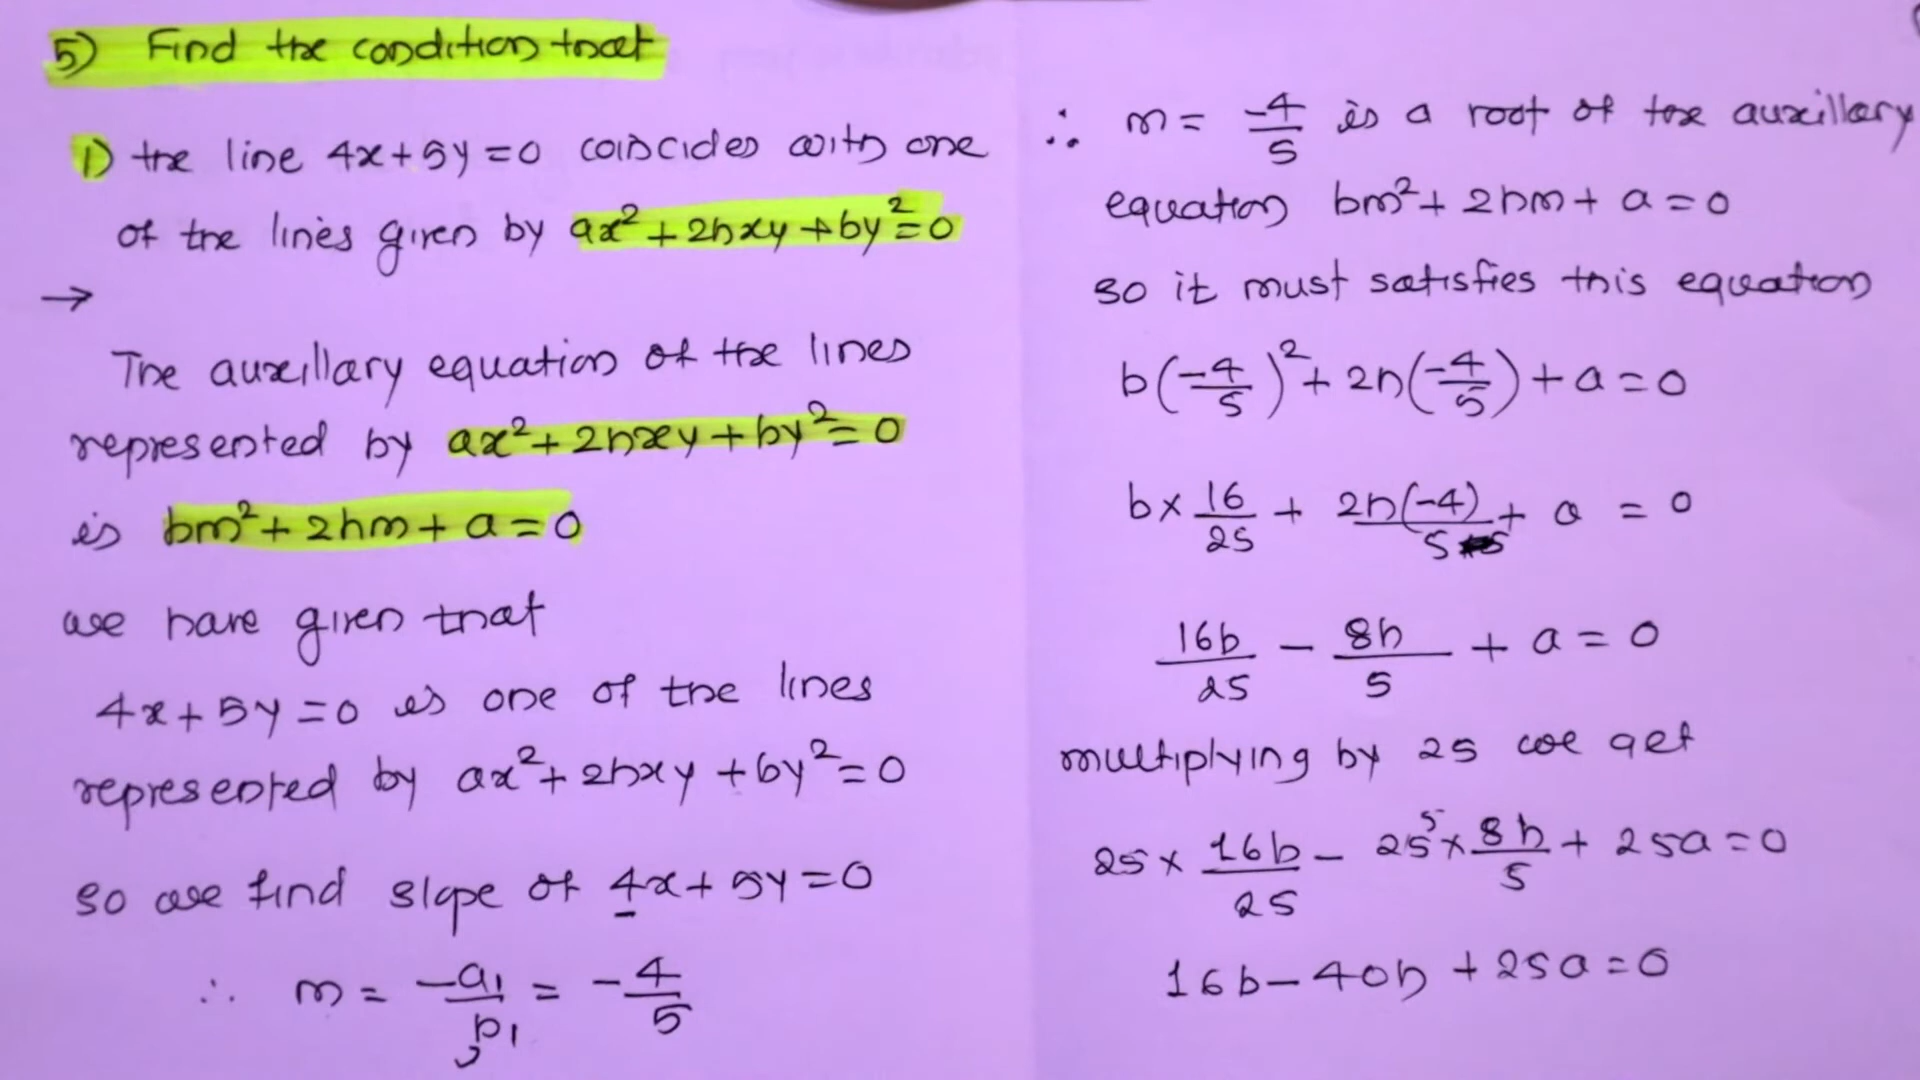 5) Find the condition that
1) the line 4x+5y=0 coincides with one
of the lines given by ax²+2hxy+by²=0
→
The auxillary equation of the lines
represented by ax²+2hxy+by²=0
is bm²+2hm+a=0
we have given that
4x+5y=0 is one of the lines
represented by ax²+2hxy+by²=0
so we find slope of 4x+5y=0
∴ m = -a₁/b₁ = -4/5
∴ m = -4/5 is a root of the auxillary
equation bm²+2hm+a=0
so it must satisfies this equation
b(-4/5)²+2h(-4/5)+a=0
b×16/25 + 2h(-4)/5 + a = 0
16b/25 - 8h/5 + a = 0
multiplying by 25 we get
25×16b/25 - 25⁵×8h/5 + 25a=0
16b-40h+25a=0